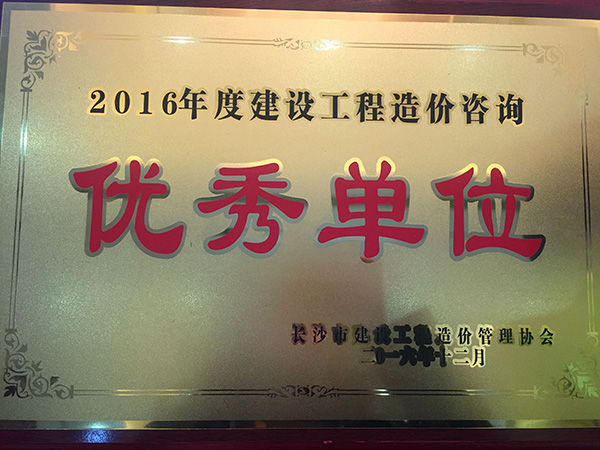 2016年度建设工程造价咨询
优秀单位
长沙市建设工程造价管理协会
二〇一六年十二月